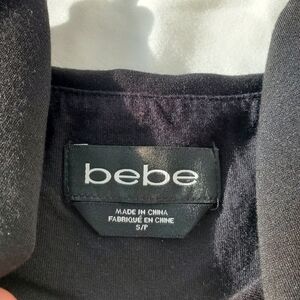 bebe
MADE IN CHINA
FABRIQUÉ EN CHINE
S/P